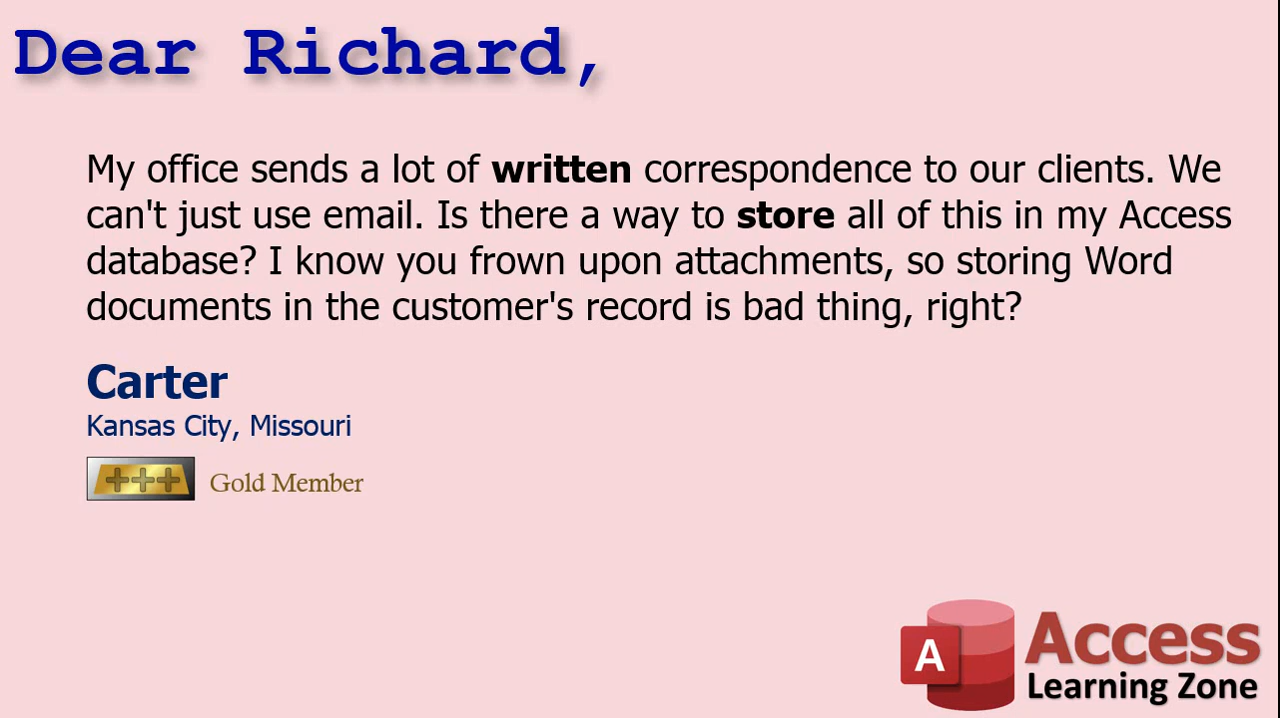 Dear Richard,
My office sends a lot of written correspondence to our clients. We
can't just use email. Is there a way to store all of this in my Access
database? I know you frown upon attachments, so storing Word
documents in the customer's record is bad thing, right?
Carter
Kansas City, Missouri
+++ Gold Member
A Access
Learning Zone